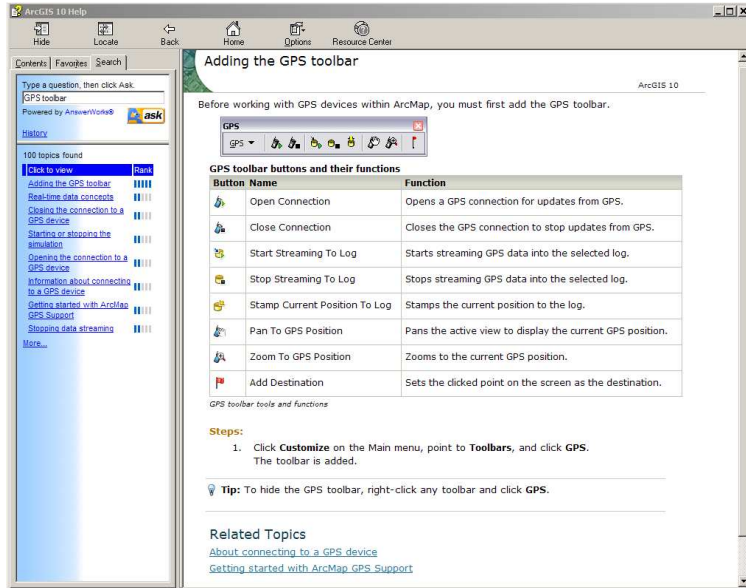 ArcGIS 10 Help
Hide Locate Back Home Options Resource Center
Contents Favorites Search
Type a question, then click Ask.
GPS toolbar
Powered by AnswerWorks® ask
History
100 topics found
Click to view Rank
Adding the GPS toolbar
Real-time data concepts
Closing the connection to a
GPS device
Starting or stopping the
simulation
Opening the connection to a
GPS device
Information about connecting
to a GPS device
Getting started with ArcMap
GPS Support
Stopping data streaming
More...
Adding the GPS toolbar
ArcGIS 10
Before working with GPS devices within ArcMap, you must first add the GPS toolbar.
GPS
GPS
GPS toolbar buttons and their functions
Button Name Function
Open Connection Opens a GPS connection for updates from GPS.
Close Connection Closes the GPS connection to stop updates from GPS.
Start Streaming To Log Starts streaming GPS data into the selected log.
Stop Streaming To Log Stops streaming GPS data into the selected log.
Stamp Current Position To Log Stamps the current position to the log.
Pan To GPS Position Pans the active view to display the current GPS position.
Zoom To GPS Position Zooms to the current GPS position.
Add Destination Sets the clicked point on the screen as the destination.
GPS toolbar tools and functions
Steps:
1. Click Customize on the Main menu, point to Toolbars, and click GPS.
The toolbar is added.
Tip: To hide the GPS toolbar, right-click any toolbar and click GPS.
Related Topics
About connecting to a GPS device
Getting started with ArcMap GPS Support